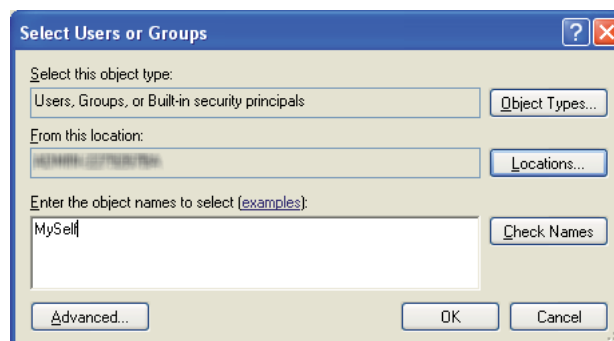 Select Users or Groups
Select this object type:
Users, Groups, or Built-in security principals
Object Types...
From this location:
Locations...
Enter the object names to select (examples):
MySelf
Check Names
Advanced...
OK
Cancel